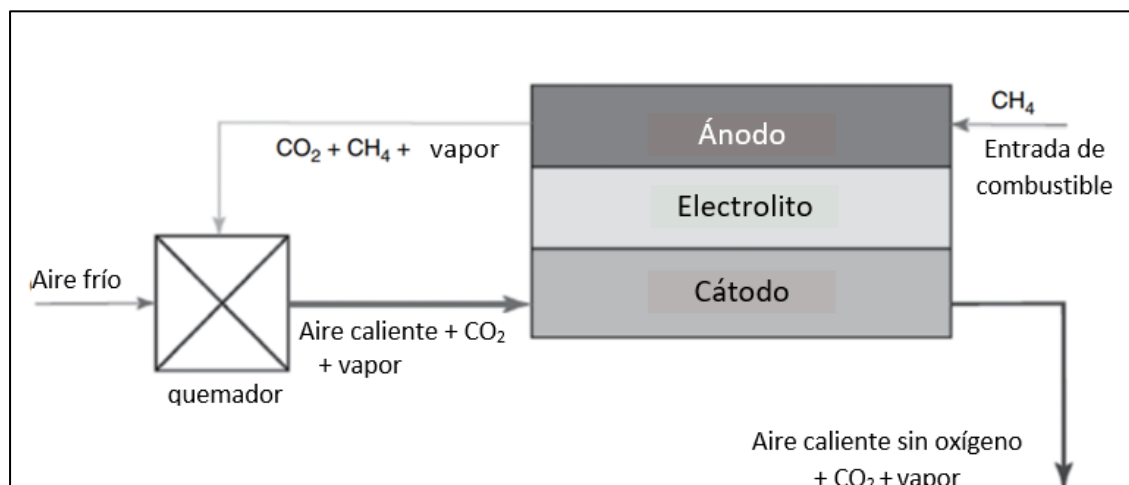 Ánodo
CH₄
Entrada de
combustible
CO₂ + CH₄ + vapor
Electrolito
Aire frío
Cátodo
Aire caliente + CO₂
+ vapor
quemador
Aire caliente sin oxígeno
+ CO₂ + vapor